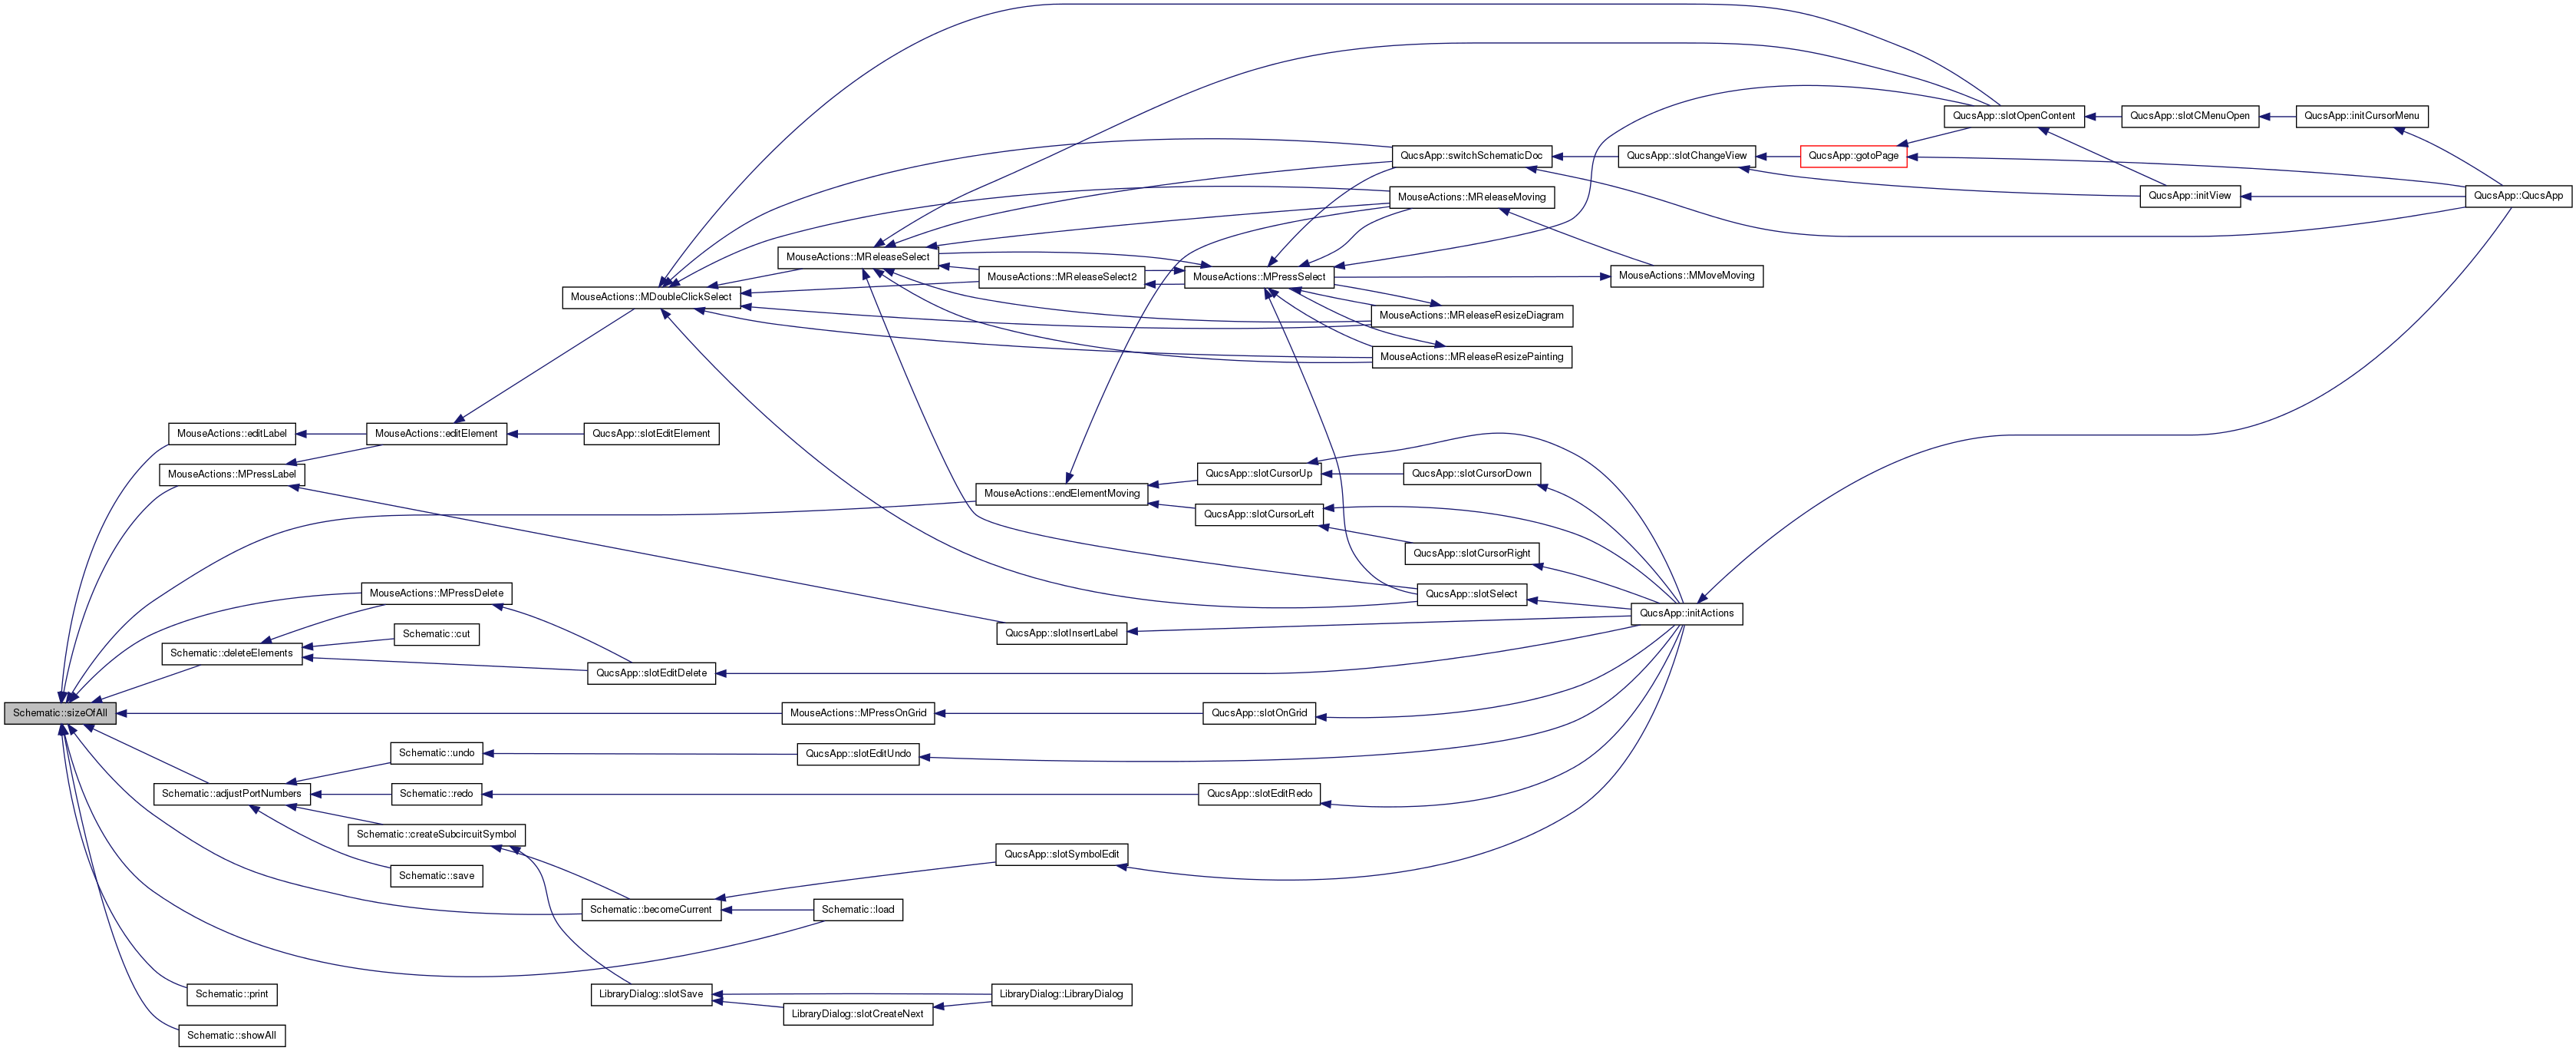 QucsApp::slotOpenContent
QucsApp::slotCMenuOpen
QucsApp::initCursorMenu
QucsApp::switchSchematicDoc
QucsApp::slotChangeView
QucsApp::gotoPage
MouseActions::MReleaseMoving
QucsApp::initView
QucsApp::QucsApp
MouseActions::MReleaseSelect
MouseActions::MReleaseSelect2
MouseActions::MPressSelect
MouseActions::MMoveMoving
MouseActions::MDoubleClickSelect
MouseActions::MReleaseResizeDiagram
MouseActions::MReleaseResizePainting
MouseActions::editLabel
MouseActions::editElement
QucsApp::slotEditElement
MouseActions::MPressLabel
QucsApp::slotCursorUp
QucsApp::slotCursorDown
MouseActions::endElementMoving
QucsApp::slotCursorLeft
QucsApp::slotCursorRight
MouseActions::MPressDelete
QucsApp::slotSelect
QucsApp::initActions
Schematic::cut
QucsApp::slotInsertLabel
Schematic::deleteElements
QucsApp::slotEditDelete
Schematic::sizeOfAll
MouseActions::MPressOnGrid
QucsApp::slotOnGrid
Schematic::undo
QucsApp::slotEditUndo
Schematic::adjustPortNumbers
Schematic::redo
QucsApp::slotEditRedo
Schematic::createSubcircuitSymbol
QucsApp::slotSymbolEdit
Schematic::save
Schematic::becomeCurrent
Schematic::load
Schematic::print
LibraryDialog::slotSave
LibraryDialog::LibraryDialog
LibraryDialog::slotCreateNext
Schematic::showAll